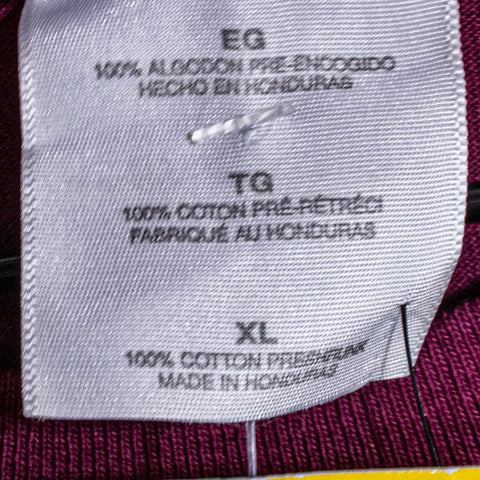 EG
100% ALGODON PRE-ENCOGIDO
HECHO EN HONDURAS
TG
100% COTON PRÉ-RÉTRÉCI
FABRIQUÉ AU HONDURAS
XL
100% COTTON PRESHRUNK
MADE IN HONDURAS